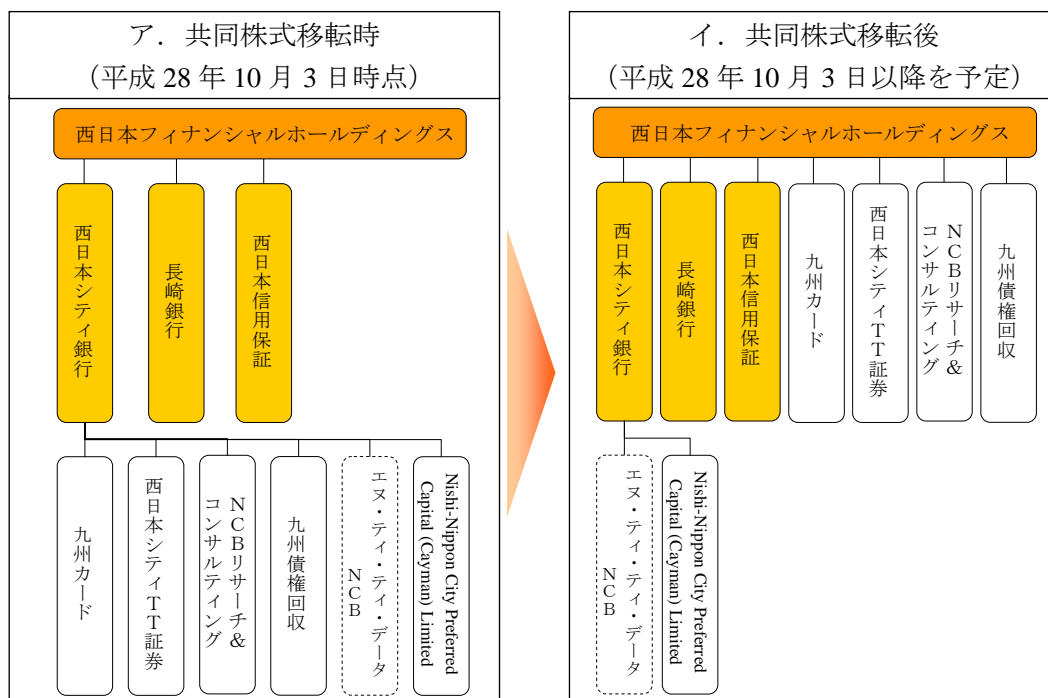 ア．共同株式移転時
（平成 28 年 10 月 3 日時点）
西日本フィナンシャルホールディングス
西日本シティ銀行
長崎銀行
西日本信用保証
九州カード
西日本シティＴＴ証券
ＮＣＢリサーチ＆
コンサルティング
九州債権回収
エヌ・ティ・ティ・データ
ＮＣＢ
Nishi-Nippon City Preferred
Capital (Cayman) Limited
イ．共同株式移転後
（平成 28 年 10 月 3 日以降を予定）
西日本フィナンシャルホールディングス
西日本シティ銀行
長崎銀行
西日本信用保証
九州カード
西日本シティＴＴ証券
ＮＣＢリサーチ＆
コンサルティング
九州債権回収
エヌ・ティ・ティ・データ
ＮＣＢ
Nishi-Nippon City Preferred
Capital (Cayman) Limited